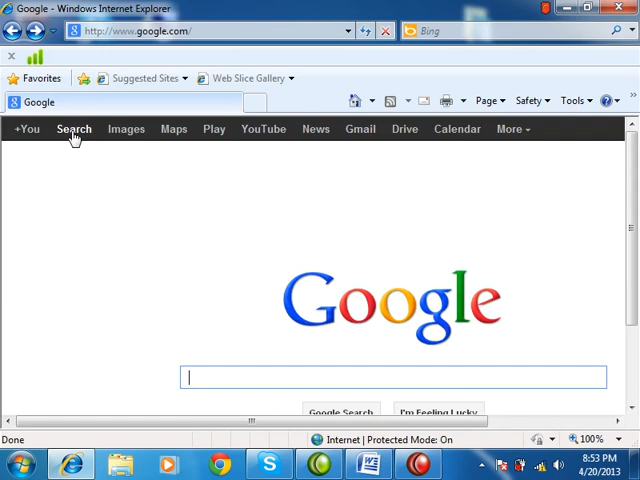 Google - Windows Internet Explorer
http://www.google.com/
Bing
Favorites
Suggested Sites
Web Slice Gallery
Google
Page
Safety
Tools
+You Search Images Maps Play YouTube News Gmail Drive Calendar More
Google
Google Search
I'm Feeling Lucky
Done
Internet | Protected Mode: On
100%
8:53 PM
4/20/2013